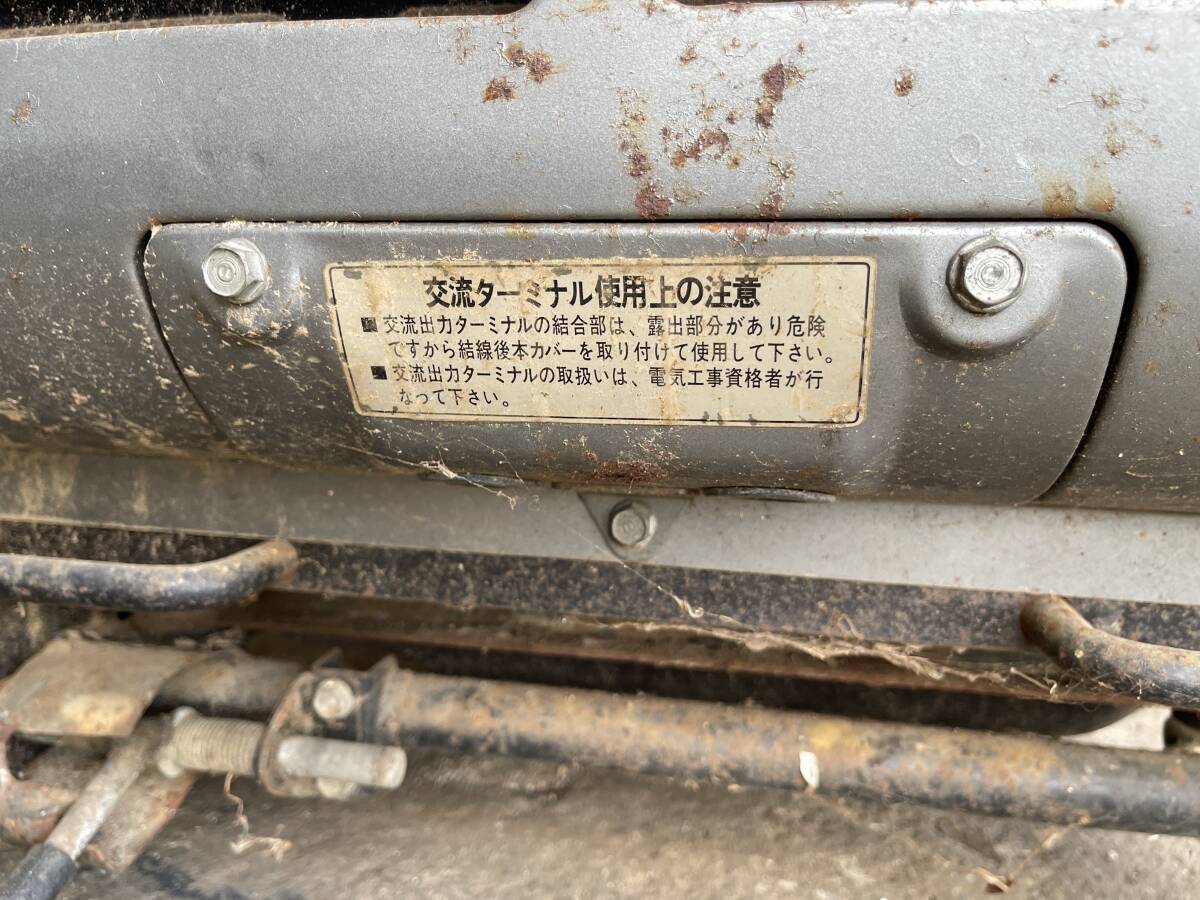 交流ターミナル使用上の注意
■交流出力ターミナルの結合部は、露出部分があり危険
ですから結線後本カバーを取り付けて使用して下さい。
■交流出力ターミナルの取扱いは、電気工事資格者が行
なって下さい。